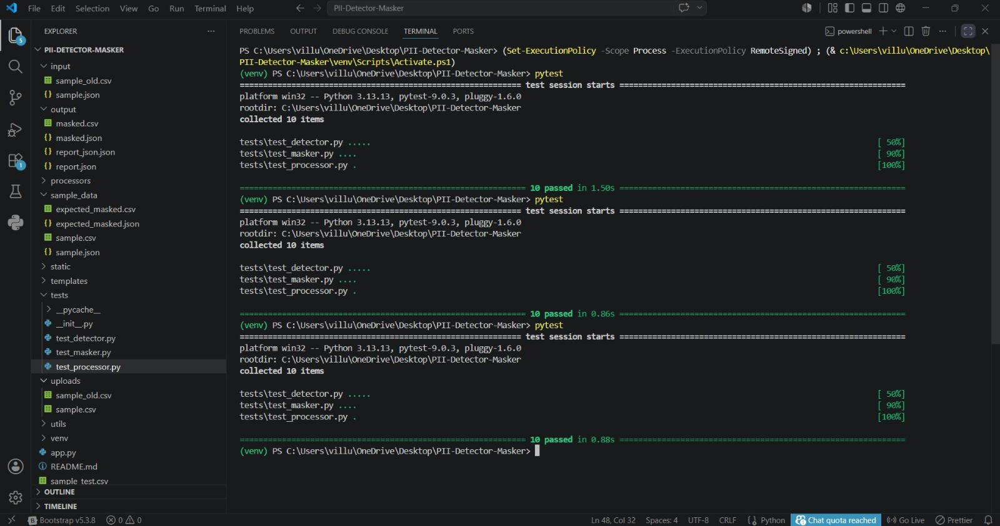 File Edit Selection View Go Run Terminal Help
PII-Detector-Masker
EXPLORER
PII-DETECTOR-MASKER
input
sample_old.csv
sample.json
output
masked.csv
masked.json
report_json.json
report.json
processors
sample_data
expected_masked.csv
expected_masked.json
sample.csv
sample.json
static
templates
tests
__pycache__
__init__.py
test_detector.py
test_masker.py
test_processor.py
uploads
sample_old.csv
sample.csv
utils
venv
app.py
README.md
sample_test.csv
OUTLINE
TIMELINE
5
1
PROBLEMS OUTPUT DEBUG CONSOLE TERMINAL PORTS
powershell
PS C:\Users\villu\OneDrive\Desktop\PII-Detector-Masker> (Set-ExecutionPolicy -Scope Process -ExecutionPolicy RemoteSigned) ; (& c:\Users\villu\OneDrive\Desktop\
PII-Detector-Masker\venv\Scripts\Activate.ps1)
(venv) PS C:\Users\villu\OneDrive\Desktop\PII-Detector-Masker> pytest
============================================================ test session starts =============================================================
platform win32 -- Python 3.13.13, pytest-9.0.3, pluggy-1.6.0
rootdir: C:\Users\villu\OneDrive\Desktop\PII-Detector-Masker
collected 10 items
tests\test_detector.py ..... [ 50%]
tests\test_masker.py .... [ 90%]
tests\test_processor.py . [100%]
============================================================= 10 passed in 1.50s =============================================================
(venv) PS C:\Users\villu\OneDrive\Desktop\PII-Detector-Masker> pytest
============================================================ test session starts =============================================================
platform win32 -- Python 3.13.13, pytest-9.0.3, pluggy-1.6.0
rootdir: C:\Users\villu\OneDrive\Desktop\PII-Detector-Masker
collected 10 items
tests\test_detector.py ..... [ 50%]
tests\test_masker.py .... [ 90%]
tests\test_processor.py . [100%]
============================================================= 10 passed in 0.86s =============================================================
(venv) PS C:\Users\villu\OneDrive\Desktop\PII-Detector-Masker> pytest
============================================================ test session starts =============================================================
platform win32 -- Python 3.13.13, pytest-9.0.3, pluggy-1.6.0
rootdir: C:\Users\villu\OneDrive\Desktop\PII-Detector-Masker
collected 10 items
tests\test_detector.py ..... [ 50%]
tests\test_masker.py .... [ 90%]
tests\test_processor.py . [100%]
============================================================= 10 passed in 0.88s =============================================================
(venv) PS C:\Users\villu\OneDrive\Desktop\PII-Detector-Masker>
B Bootstrap v5.3.8 0 0 Ln 48, Col 32 Spaces: 4 UTF-8 CRLF {} Python Chat quota reached Go Live Prettier